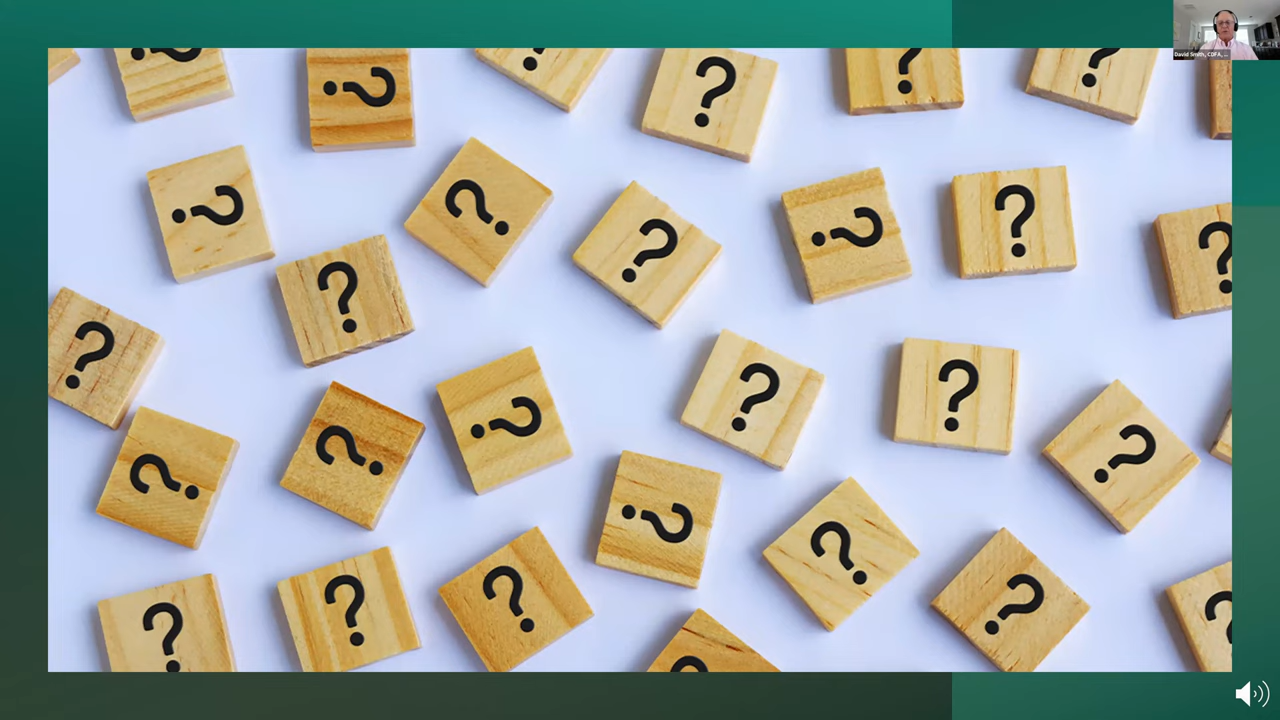 David Smith, CDFA, ...
? ? ? ? ? ? ?
? ? ? ? ? ?
? ?
? ? ? ? ? ?
? ? ? ? ?
? ? ? ? ? ?